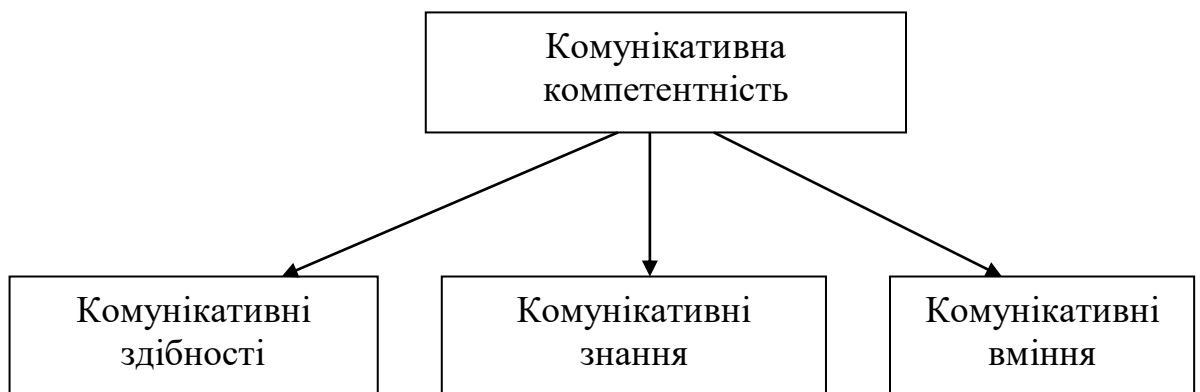 Комунікативна
компетентність
Комунікативні
здібності
Комунікативні
знання
Комунікативні
вміння